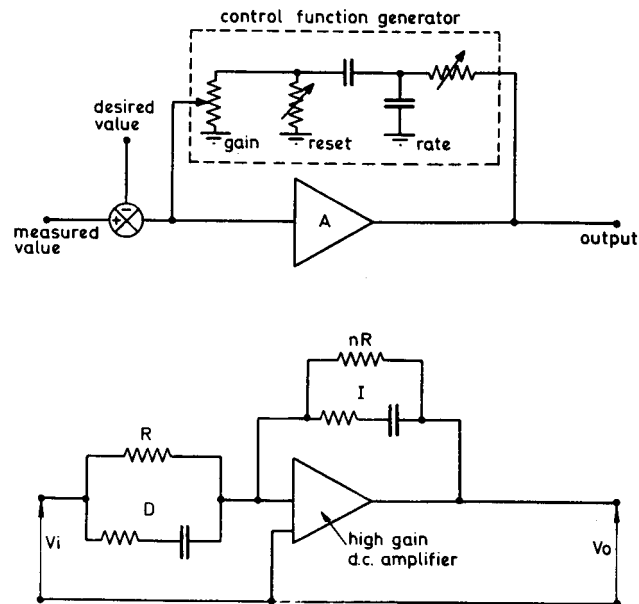 control function generator
desired
value
gain
reset
rate
+
−
A
measured
value
output
nR
I
R
D
Vi
high gain
d.c. amplifier
Vo